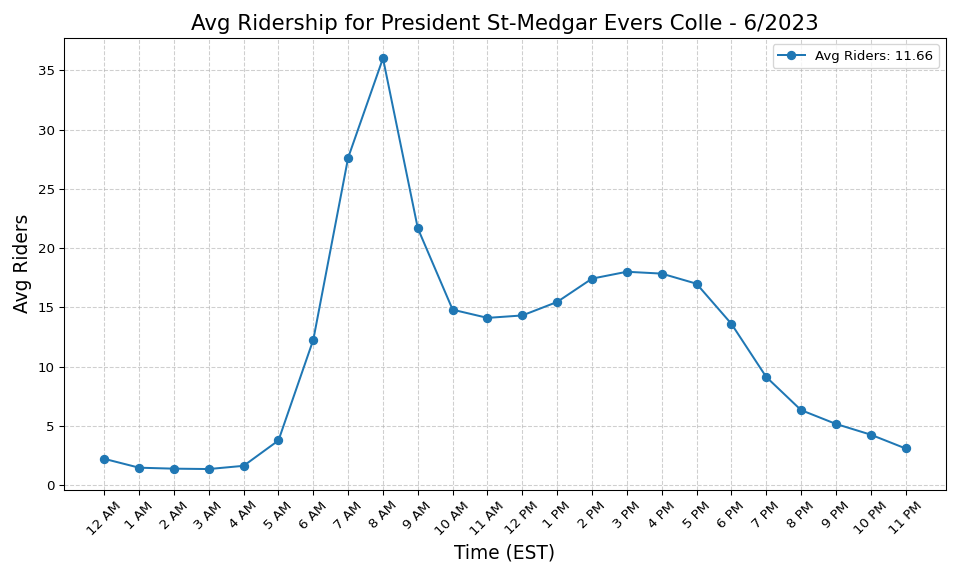 Avg Ridership for President St-Medgar Evers Colle - 6/2023
Avg Riders: 11.66
Avg Riders
35
30
25
20
15
10
5
0
12 AM
1 AM
2 AM
3 AM
4 AM
5 AM
6 AM
7 AM
8 AM
9 AM
10 AM
11 AM
12 PM
1 PM
2 PM
3 PM
4 PM
5 PM
6 PM
7 PM
8 PM
9 PM
10 PM
11 PM
Time (EST)